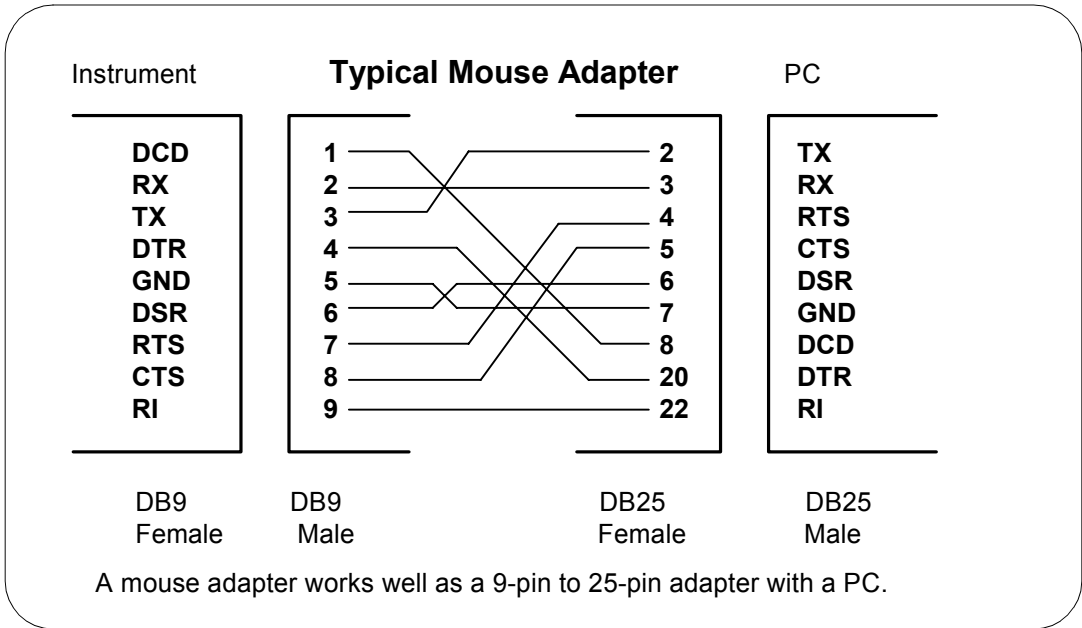 Instrument Typical Mouse Adapter PC
DCD 1 2 TX
RX 2 3 RX
TX 3 4 RTS
DTR 4 5 CTS
GND 5 6 DSR
DSR 6 7 GND
RTS 7 8 DCD
CTS 8 20 DTR
RI 9 22 RI
DB9 DB9 DB25 DB25
Female Male Female Male
A mouse adapter works well as a 9-pin to 25-pin adapter with a PC.